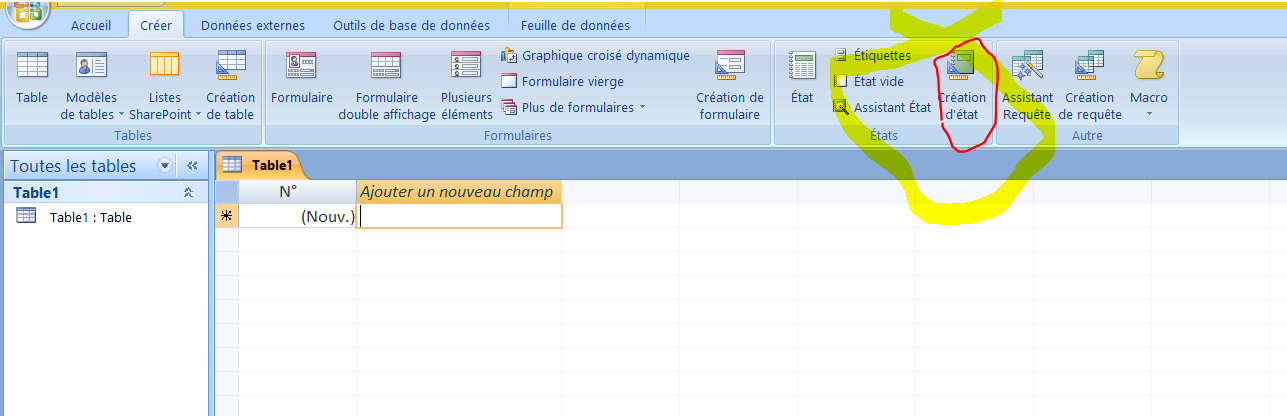 Accueil Créer Données externes Outils de base de données Feuille de données
Table
Modèles de tables
Listes SharePoint
Création de table
Tables
Formulaire
Formulaire double affichage
Plusieurs éléments
Graphique croisé dynamique
Formulaire vierge
Plus de formulaires
Création de formulaire
Formulaires
État
Étiquettes
État vide
Assistant État
Création d'état
États
Assistant Requête
Création de requête
Macro
Autre
Toutes les tables
Table1
Table1 : Table
Table1
N° Ajouter un nouveau champ
(Nouv.)